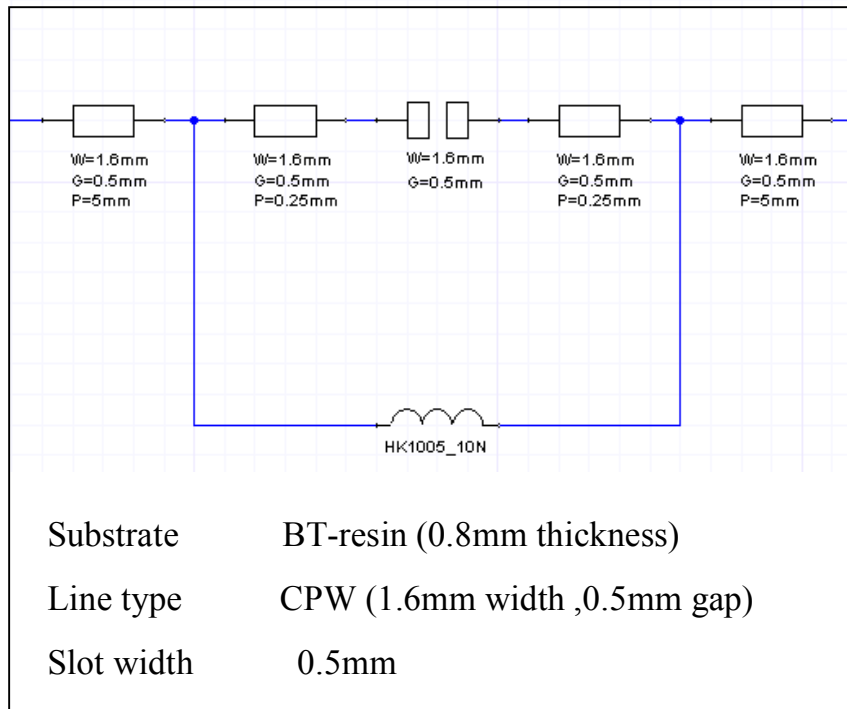 W=1.6mm
G=0.5mm
P=5mm
W=1.6mm
G=0.5mm
P=0.25mm
W=1.6mm
G=0.5mm
W=1.6mm
G=0.5mm
P=0.25mm
W=1.6mm
G=0.5mm
P=5mm
HK1005_10N
Substrate BT-resin (0.8mm thickness)
Line type CPW (1.6mm width ,0.5mm gap)
Slot width 0.5mm